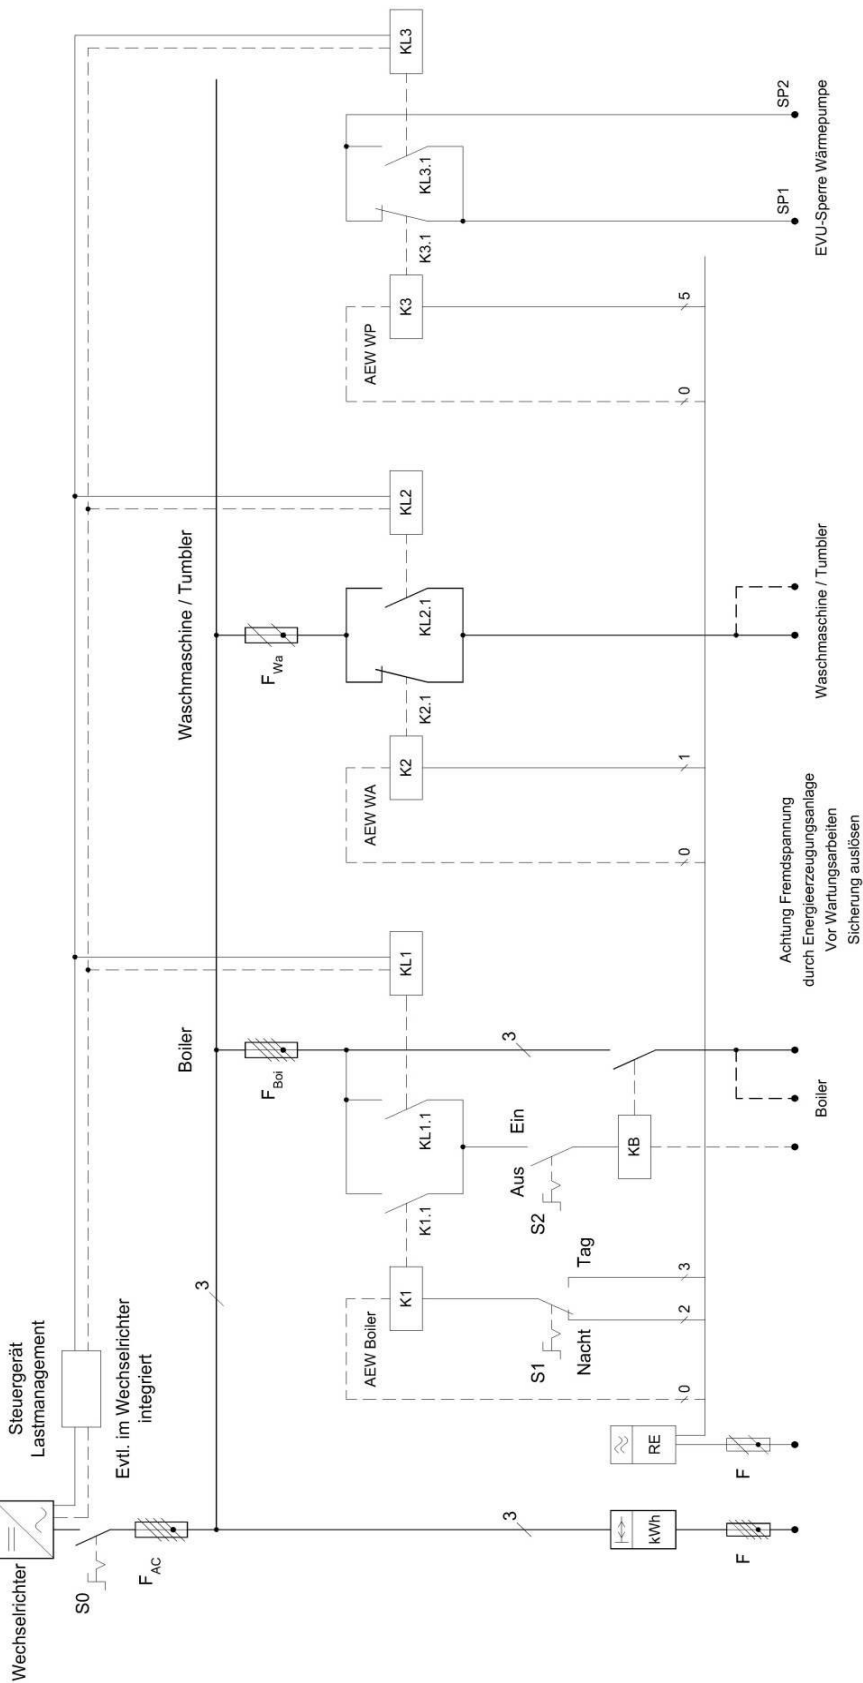 Wechselrichter
Steuergerät
Lastmanagement
Evtl. im Wechselrichter
integriert
S0
F AC
3
Boiler
F Boi
Waschmaschine / Tumbler
F Wa
KL1
KL2
KL3
AEW Boiler
K1
K1.1
KL1.1
AEW WA
K2
K2.1
KL2.1
AEW WP
K3
K3.1
KL3.1
3
S1
Nacht
Tag
S2
Aus
Ein
3
kWh
RE
KB
0
2
3
0
1
0
5
F
F
Boiler
Achtung Fremdspannung
durch Energieerzeugungsanlage
Vor Wartungsarbeiten
Sicherung auslösen
Waschmaschine / Tumbler
SP1
SP2
EVU-Sperre Wärmepumpe